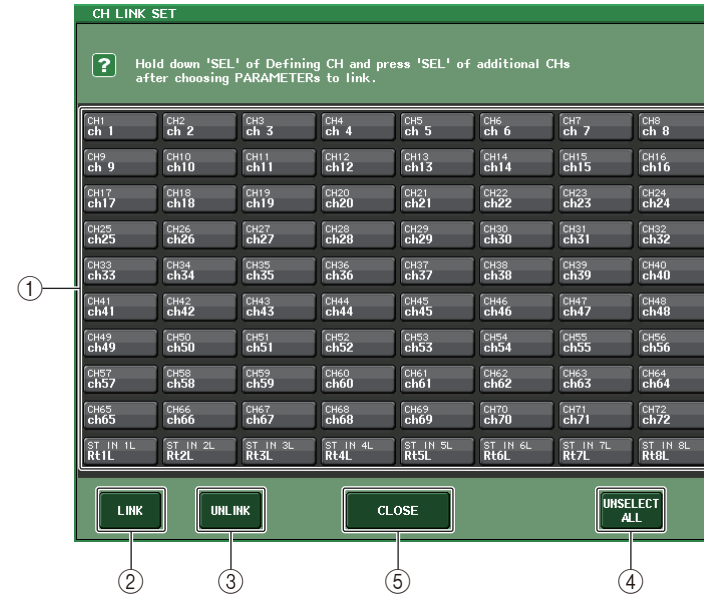 CH LINK SET
? Hold down 'SEL' of Defining CH and press 'SEL' of additional CHs
after choosing PARAMETERs to link.
CH1 CH2 CH3 CH4 CH5 CH6 CH7 CH8
ch 1 ch 2 ch 3 ch 4 ch 5 ch 6 ch 7 ch 8
CH9 CH10 CH11 CH12 CH13 CH14 CH15 CH16
ch 9 ch10 ch11 ch12 ch13 ch14 ch15 ch16
CH17 CH18 CH19 CH20 CH21 CH22 CH23 CH24
ch17 ch18 ch19 ch20 ch21 ch22 ch23 ch24
CH25 CH26 CH27 CH28 CH29 CH30 CH31 CH32
ch25 ch26 ch27 ch28 ch29 ch30 ch31 ch32
CH33 CH34 CH35 CH36 CH37 CH38 CH39 CH40
ch33 ch34 ch35 ch36 ch37 ch38 ch39 ch40
①
CH41 CH42 CH43 CH44 CH45 CH46 CH47 CH48
ch41 ch42 ch43 ch44 ch45 ch46 ch47 ch48
CH49 CH50 CH51 CH52 CH53 CH54 CH55 CH56
ch49 ch50 ch51 ch52 ch53 ch54 ch55 ch56
CH57 CH58 CH59 CH60 CH61 CH62 CH63 CH64
ch57 ch58 ch59 ch60 ch61 ch62 ch63 ch64
CH65 CH66 CH67 CH68 CH69 CH70 CH71 CH72
ch65 ch66 ch67 ch68 ch69 ch70 ch71 ch72
ST IN 1L ST IN 2L ST IN 3L ST IN 4L ST IN 5L ST IN 6L ST IN 7L ST IN 8L
Rt1L Rt2L Rt3L Rt4L Rt5L Rt6L Rt7L Rt8L
LINK UNLINK CLOSE UNSELECT
ALL
② ③ ⑤ ④